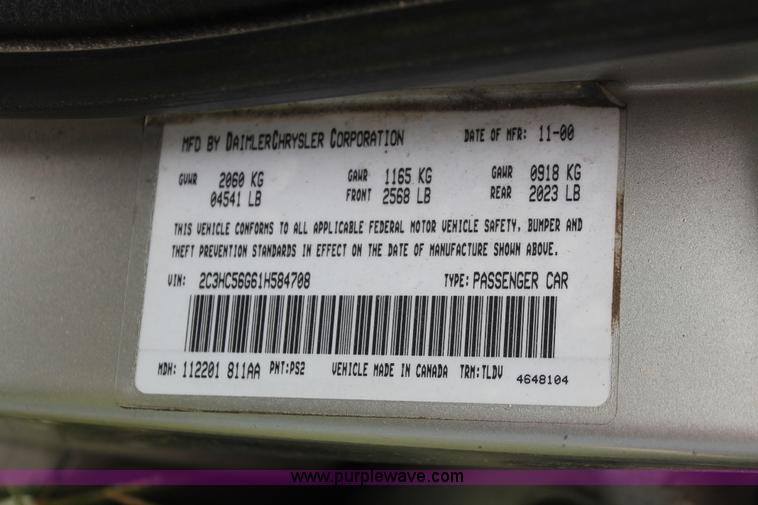 MFD BY DAIMLERCHRYSLER CORPORATION DATE OF MFR: 11-00
GVWR 2060 KG GAWR 1165 KG GAWR 0918 KG
04541 LB FRONT 2568 LB REAR 2023 LB
THIS VEHICLE CONFORMS TO ALL APPLICABLE FEDERAL MOTOR VEHICLE SAFETY, BUMPER AND
THEFT PREVENTION STANDARDS IN EFFECT ON THE DATE OF MANUFACTURE SHOWN ABOVE.
VIN: 2C3HC56G61H584708 TYPE: PASSENGER CAR
MDH: 112201 811AA PNT:PS2 VEHICLE MADE IN CANADA TRM:TLDV
4648104
www.purplewave.com